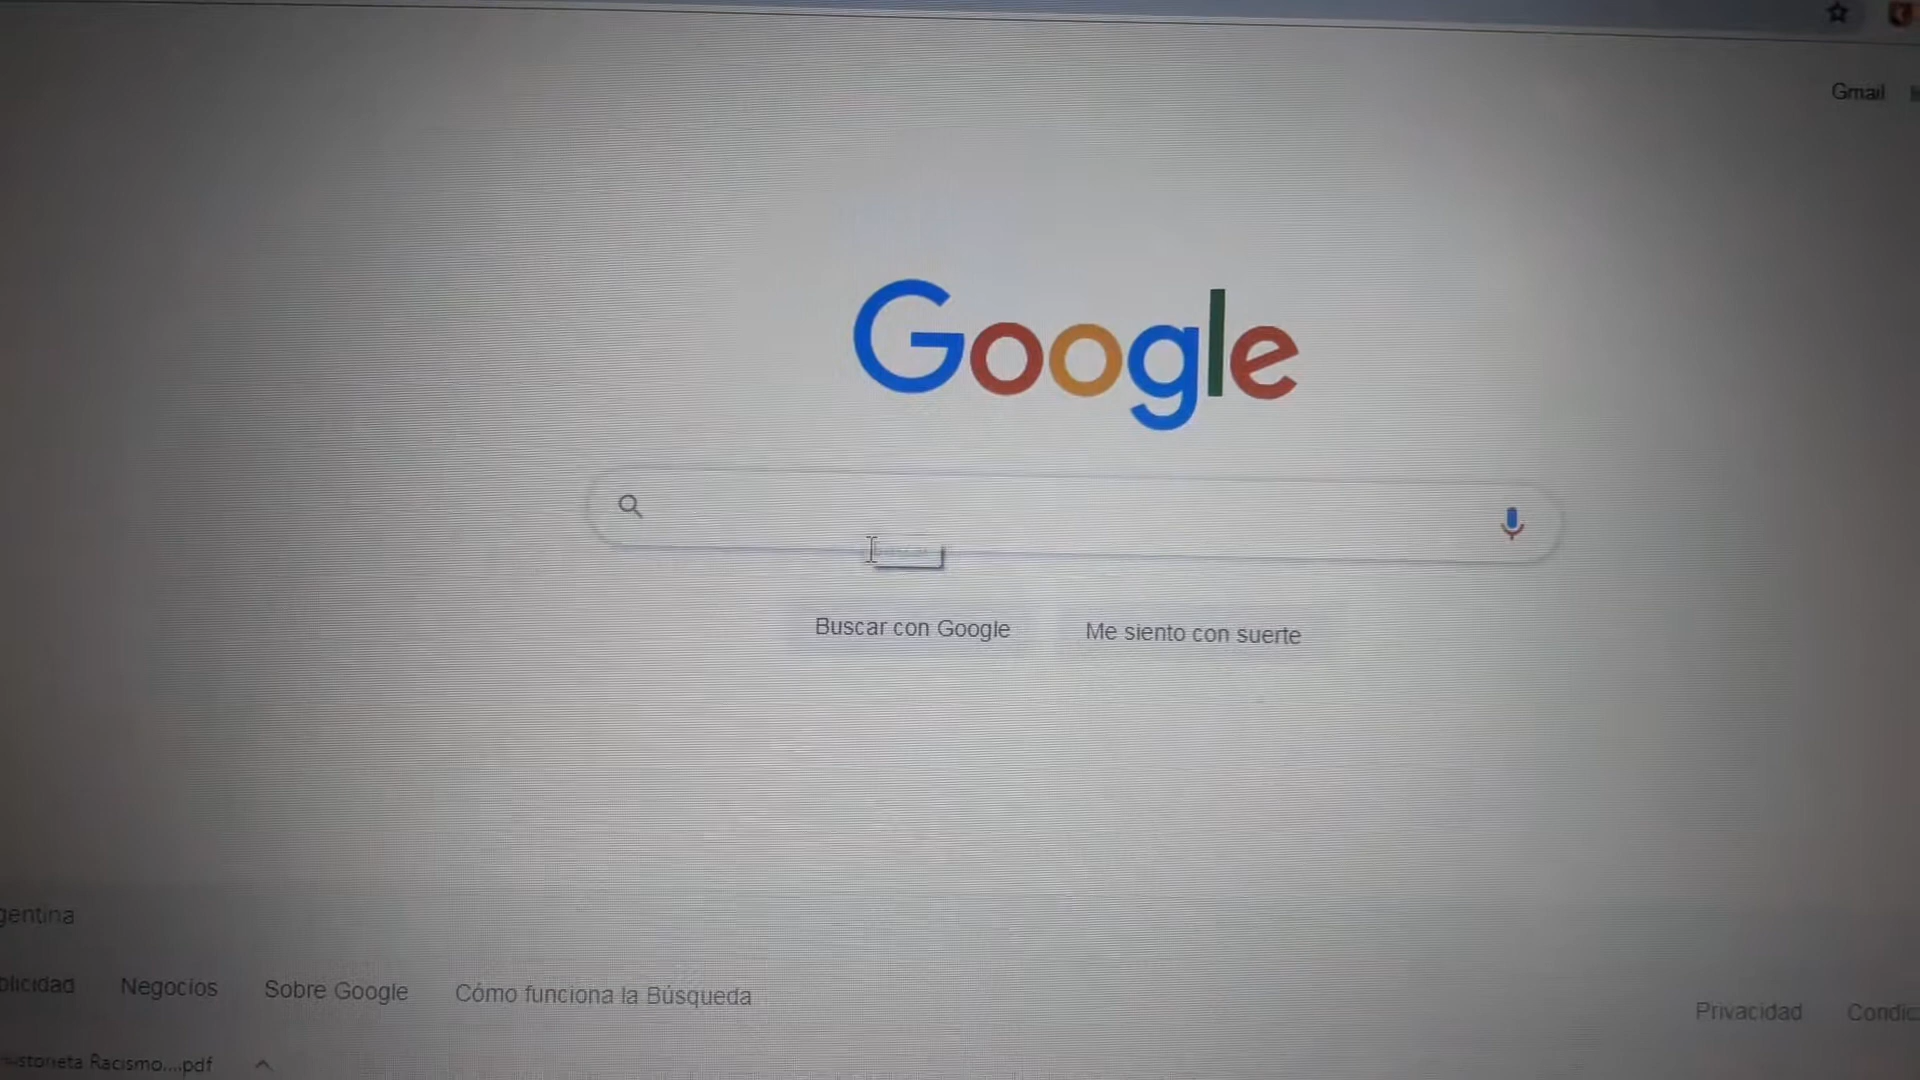 Gmail
Google
Buscar con Google
Me siento con suerte
Negocios
Sobre Google
Cómo funciona la Búsqueda
Privacidad
Racismo....pdf